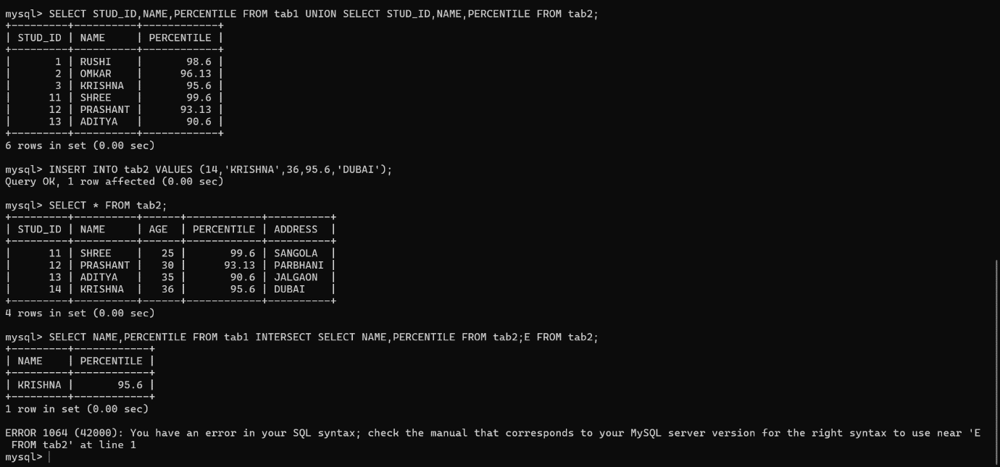 mysql> SELECT STUD_ID,NAME,PERCENTILE FROM tab1 UNION SELECT STUD_ID,NAME,PERCENTILE FROM tab2;
+---------+----------+------------+
| STUD_ID | NAME     | PERCENTILE |
+---------+----------+------------+
|       1 | RUSHI    |       98.6 |
|       2 | OMKAR    |      96.13 |
|       3 | KRISHNA  |       95.6 |
|      11 | SHREE    |       99.6 |
|      12 | PRASHANT |      93.13 |
|      13 | ADITYA   |       90.6 |
+---------+----------+------------+
6 rows in set (0.00 sec)

mysql> INSERT INTO tab2 VALUES (14,'KRISHNA',36,95.6,'DUBAI');
Query OK, 1 row affected (0.00 sec)

mysql> SELECT * FROM tab2;
+---------+----------+------+------------+----------+
| STUD_ID | NAME     | AGE  | PERCENTILE | ADDRESS  |
+---------+----------+------+------------+----------+
|      11 | SHREE    |   25 |       99.6 | SANGOLA  |
|      12 | PRASHANT |   30 |      93.13 | PARBHANI |
|      13 | ADITYA   |   35 |       90.6 | JALGAON  |
|      14 | KRISHNA  |   36 |       95.6 | DUBAI    |
+---------+----------+------+------------+----------+
4 rows in set (0.00 sec)

mysql> SELECT NAME,PERCENTILE FROM tab1 INTERSECT SELECT NAME,PERCENTILE FROM tab2;E FROM tab2;
+---------+------------+
| NAME    | PERCENTILE |
+---------+------------+
| KRISHNA |       95.6 |
+---------+------------+
1 row in set (0.00 sec)

ERROR 1064 (42000): You have an error in your SQL syntax; check the manual that corresponds to your MySQL server version for the right syntax to use near 'E
 FROM tab2' at line 1
mysql>